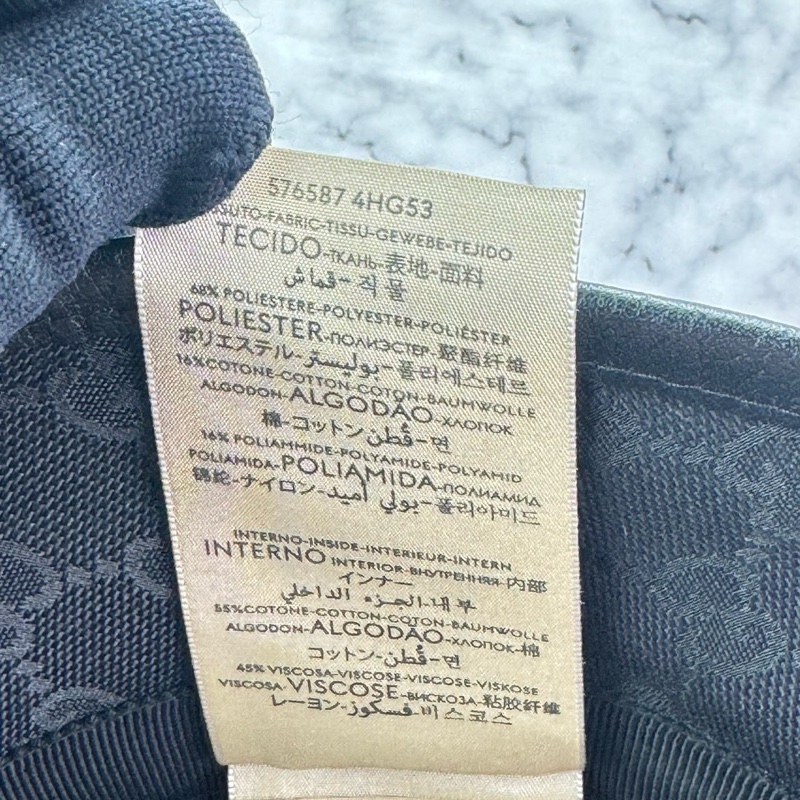 576587 4HG53
SUTO-FABRIC-TISSU-GEWEBE-TEJIDO
TECIDO-ТКАНЬ-表地-面料
قماش-직물
68% POLIESTERE-POLYESTER-POLIÉSTER
POLIESTER-ПОЛИЭСТЕР-聚酯纤维
ポリエステル-بوليستر-폴리에스테르
16%COTONE-COTTON-COTON-BAUMWOLLE
ALGODON-ALGODÃO-ХЛОПОК
棉-コットン-قُطن-면
16% POLIAMMIDE-POLYAMIDE-POLYAMID
POLIAMIDA-POLIAMIDA-ПОЛИАМИД
锦纶-ナイロン-بولي أميد-폴리아미드
INTERNO-INSIDE-INTERIEUR-INTERN
INTERNO INTERIOR-ВНУТРЕННЯЯ-内部
インナー
부내-الجزء الداخلي
55%COTONE-COTTON-COTON-BAUMWOLLE
ALGODON-ALGODÃO-ХЛОПОК-棉
コットン-قُطن-면
45% VISCOSA-VISCOSE-VISCOSE-VISKOSE
VISCOSA VISCOSE-ВИСКОЗА-粘胶纤维
レーヨン-فسكوز-비스코스